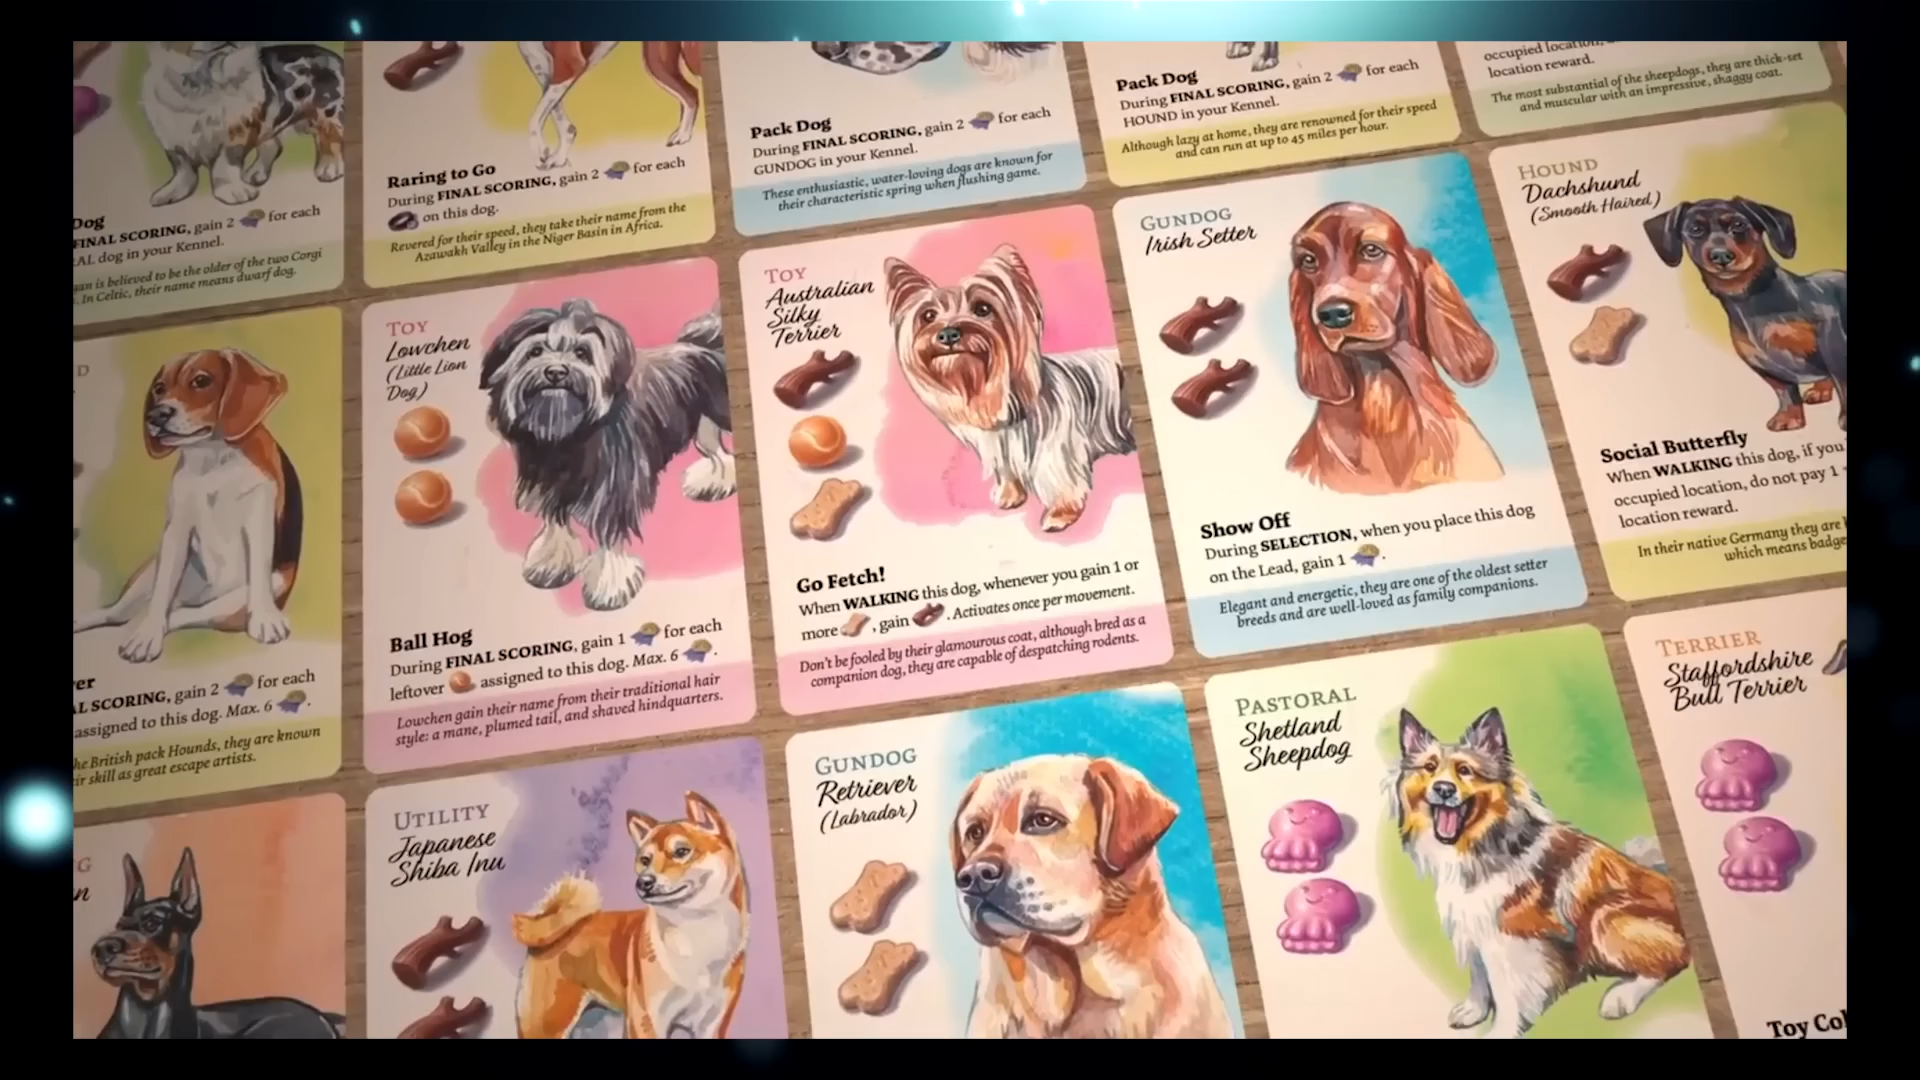 Dog
FINAL SCORING, gain 2 for each
AL dog in your Kennel.
is believed to be the older of the two Corgi
In Celtic, their name means dwarf dog.
Raring to Go
During FINAL SCORING, gain 2 for each
on this dog.
Revered for their speed, they take their name from the
Azawakh Valley in the Niger Basin in Africa.
Pack Dog
During FINAL SCORING, gain 2 for each
GUNDOG in your Kennel.
These enthusiastic, water-loving dogs are known for
their characteristic spring when flushing game.
Pack Dog
During FINAL SCORING, gain 2 for each
HOUND in your Kennel.
Although lazy at home, they are renowned for their speed
and can run at up to 45 miles per hour.
occupied location,
location reward.
The most substantial of the sheepdogs, they are thick-set
and muscular with an impressive, shaggy coat.
D
er
SCORING, gain 2 for each
assigned to this dog. Max. 6 .
he British pack Hounds, they are known
ir skill as great escape artists.
TOY
Lowchen
(Little Lion
Dog)
Ball Hog
During FINAL SCORING, gain 1 for each
leftover assigned to this dog. Max. 6 .
Lowchen gain their name from their traditional hair
style: a mane, plumed tail, and shaved hindquarters.
TOY
Australian
Silky
Terrier
Go Fetch!
When WALKING this dog, whenever you gain 1 or
more , gain . Activates once per movement.
Don't be fooled by their glamourous coat, although bred as a
companion dog, they are capable of despatching rodents.
GUNDOG
Irish Setter
Show Off
During SELECTION, when you place this dog
on the Lead, gain 1 .
Elegant and energetic, they are one of the oldest setter
breeds and are well-loved as family companions.
HOUND
Dachshund
(Smooth Haired)
Social Butterfly
When WALKING this dog, if you
occupied location, do not pay 1
location reward.
In their native Germany they are
which means badge
G
n
UTILITY
Japanese
Shiba Inu
GUNDOG
Retriever
(Labrador)
PASTORAL
Shetland
Sheepdog
TERRIER
Staffordshire
Bull Terrier
Toy Col